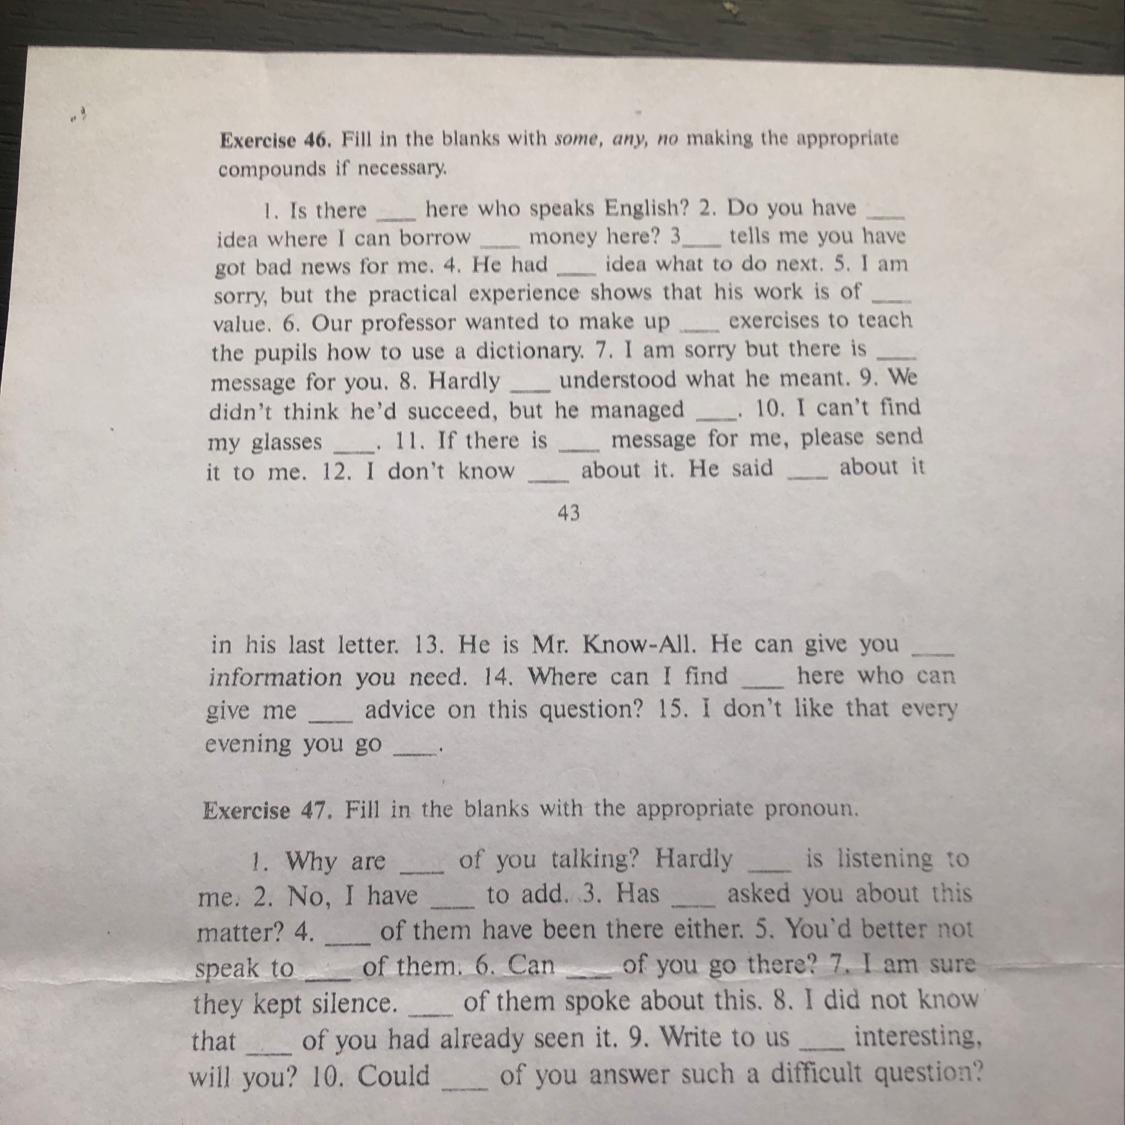 Exercise 46. Fill in the blanks with some, any, no making the appropriate
compounds if necessary.
1. Is there ___ here who speaks English? 2. Do you have ___
idea where I can borrow ___ money here? 3___ tells me you have
got bad news for me. 4. He had ___ idea what to do next. 5. I am
sorry, but the practical experience shows that his work is of ___
value. 6. Our professor wanted to make up ___ exercises to teach
the pupils how to use a dictionary. 7. I am sorry but there is ___
message for you. 8. Hardly ___ understood what he meant. 9. We
didn't think he'd succeed, but he managed ___. 10. I can't find
my glasses ___. 11. If there is ___ message for me, please send
it to me. 12. I don't know ___ about it. He said ___ about it
43
in his last letter. 13. He is Mr. Know-All. He can give you ___
information you need. 14. Where can I find ___ here who can
give me ___ advice on this question? 15. I don't like that every
evening you go ___.
Exercise 47. Fill in the blanks with the appropriate pronoun.
1. Why are ___ of you talking? Hardly ___ is listening to
me. 2. No, I have ___ to add. 3. Has ___ asked you about this
matter? 4. ___ of them have been there either. 5. You'd better not
speak to ___ of them. 6. Can ___ of you go there? 7. I am sure
they kept silence. ___ of them spoke about this. 8. I did not know
that ___ of you had already seen it. 9. Write to us ___ interesting,
will you? 10. Could ___ of you answer such a difficult question?